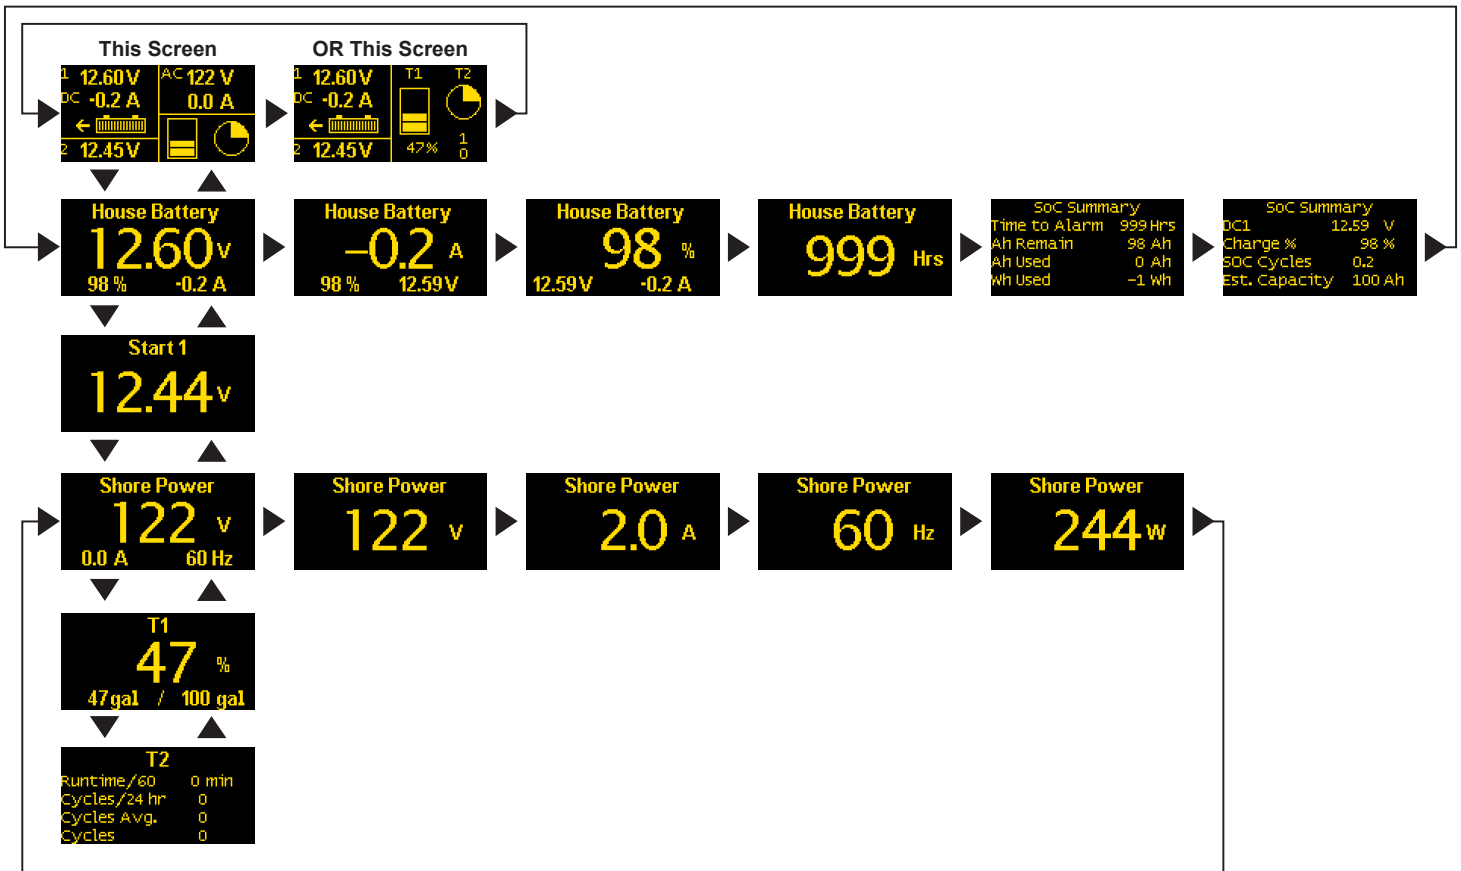 This Screen
OR This Screen
1 12.60 V
DC -0.2 A
2 12.45 V
AC 122 V
0.0 A
1 12.60 V
DC -0.2 A
2 12.45 V
T1 T2
47% 1
0
House Battery
12.60 V
98 % -0.2 A
House Battery
–0.2 A
98 % 12.59 V
House Battery
98 %
12.59 V -0.2 A
House Battery
999 Hrs
SoC Summary
Time to Alarm 999 Hrs
Ah Remain 98 Ah
Ah Used 0 Ah
Wh Used –1 Wh
SoC Summary
DC1 12.59 V
Charge % 98 %
SOC Cycles 0.2
Est. Capacity 100 Ah
Start 1
12.44 V
Shore Power
122 V
0.0 A 60 Hz
Shore Power
122 V
Shore Power
2.0 A
Shore Power
60 Hz
Shore Power
244 W
T1
47 %
47 gal / 100 gal
T2
Runtime/60 0 min
Cycles/24 hr 0
Cycles Avg. 0
Cycles 0